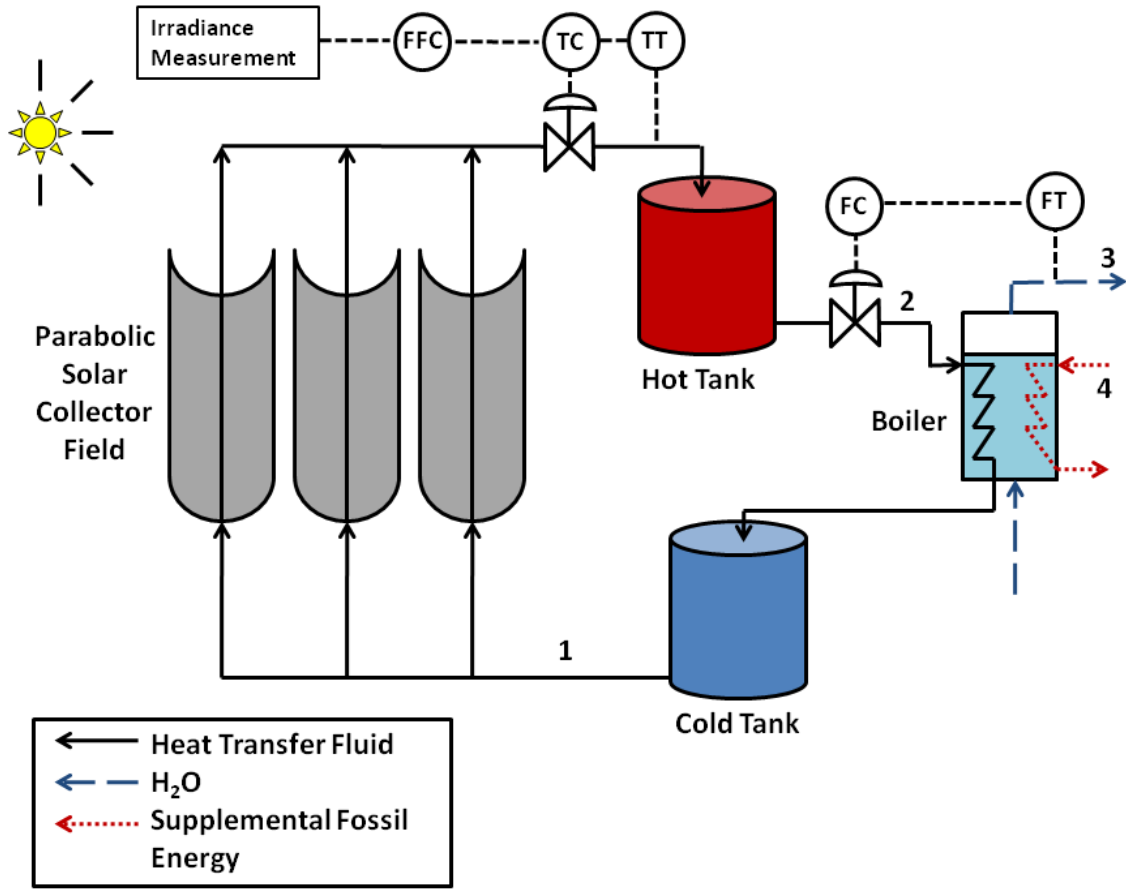 Irradiance
Measurement
FFC
TC
TT
FC
FT
3
2
4
Parabolic
Solar
Collector
Field
Hot Tank
Boiler
1
Cold Tank
Heat Transfer Fluid
H₂O
Supplemental Fossil
Energy